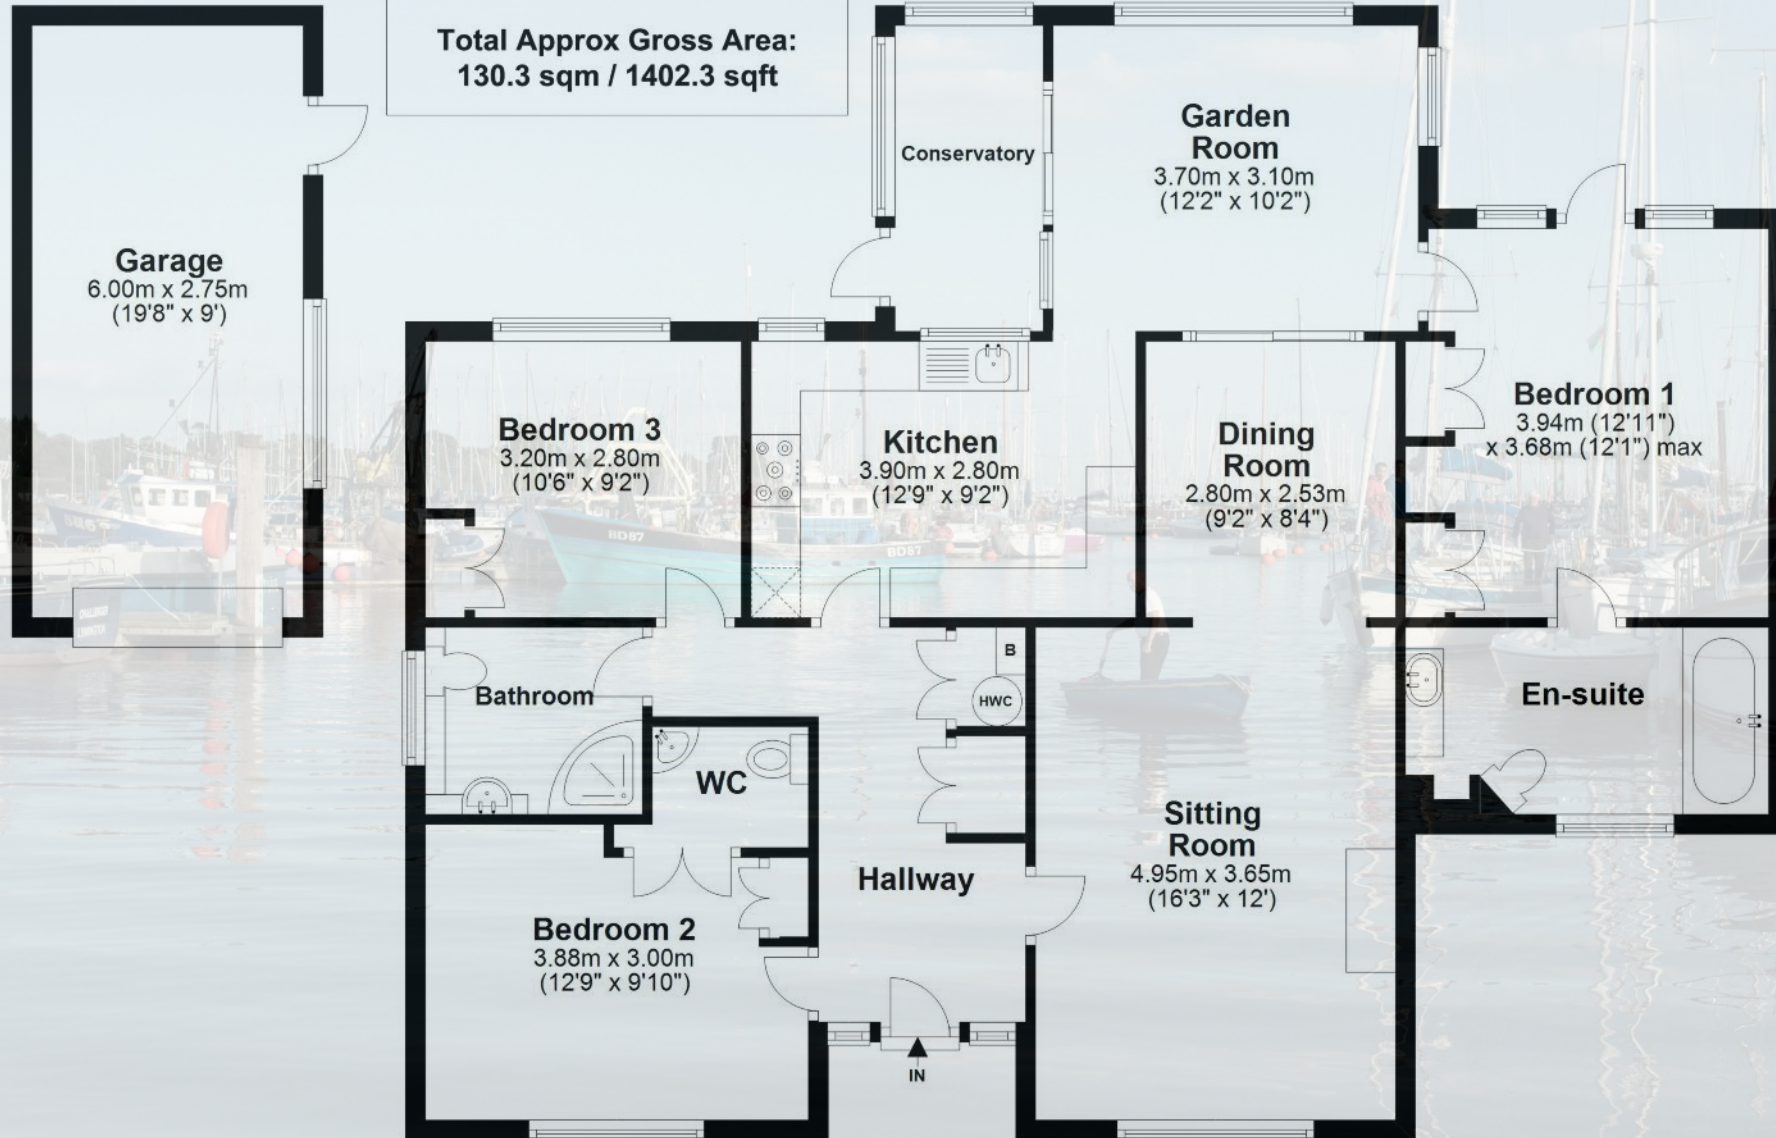 Total Approx Gross Area:
130.3 sqm / 1402.3 sqft
Garage
6.00m x 2.75m
(19'8" x 9')
Conservatory
Garden
Room
3.70m x 3.10m
(12'2" x 10'2")
Bedroom 3
3.20m x 2.80m
(10'6" x 9'2")
Kitchen
3.90m x 2.80m
(12'9" x 9'2")
Dining
Room
2.80m x 2.53m
(9'2" x 8'4")
Bedroom 1
3.94m (12'11")
x 3.68m (12'1") max
BD87
BD87
Bathroom
WC
B
HWC
En-suite
Sitting
Room
4.95m x 3.65m
(16'3" x 12')
Hallway
Bedroom 2
3.88m x 3.00m
(12'9" x 9'10")
IN